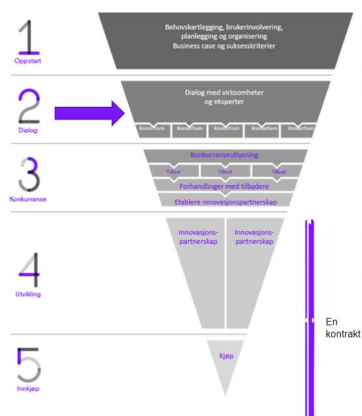 1
Oppstart
Behovskartlegging, brukerinvolvering,
planlegging og organisering
Business case og suksesskriterier
2
Dialog
Dialog med virksomheter
og eksperter
Konsortium Konsortium Konsortium Konsortium Konsortium
3
Konkurranse
Konkurranseutlysning
Tilbud Tilbud Tilbud
Forhandlinger med tilbydere
Etablere innovasjonspartnerskap
4
Utvikling
Innovasjons- Innovasjons-
partnerskap partnerskap
En
kontrakt
5
Innkjøp
Kjøp